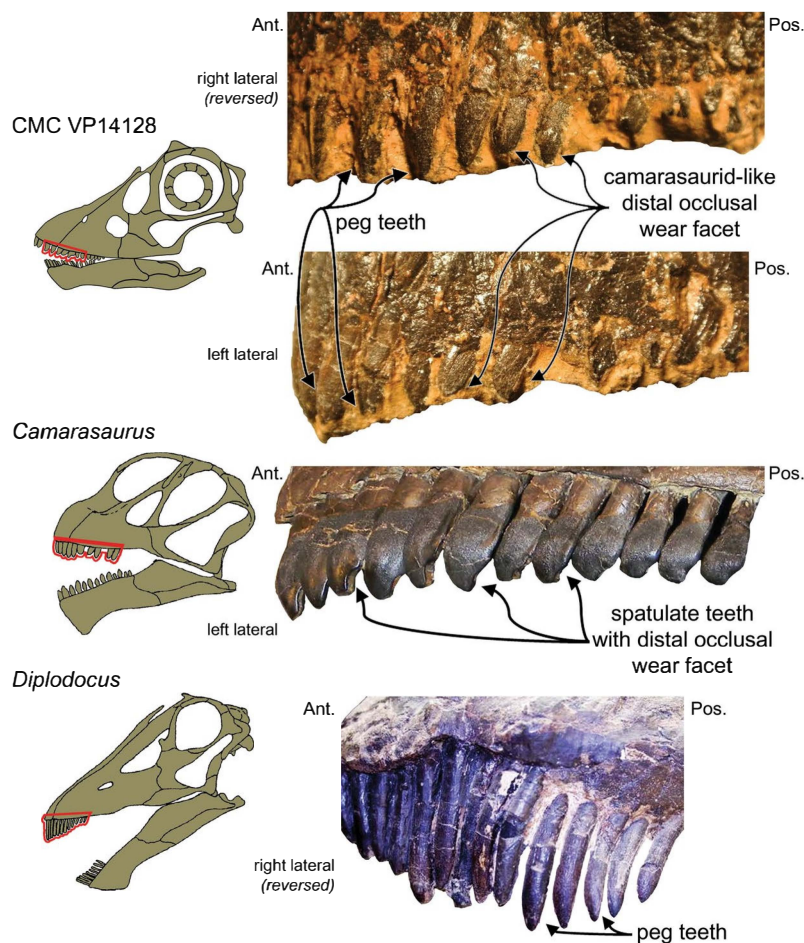 Ant.
Pos.
right lateral
(reversed)
CMC VP14128
peg teeth
camarasaurid-like
distal occlusal
wear facet
Ant.
Pos.
left lateral
Camarasaurus
Ant.
Pos.
left lateral
spatulate teeth
with distal occlusal
wear facet
Diplodocus
Ant.
Pos.
right lateral
(reversed)
peg teeth